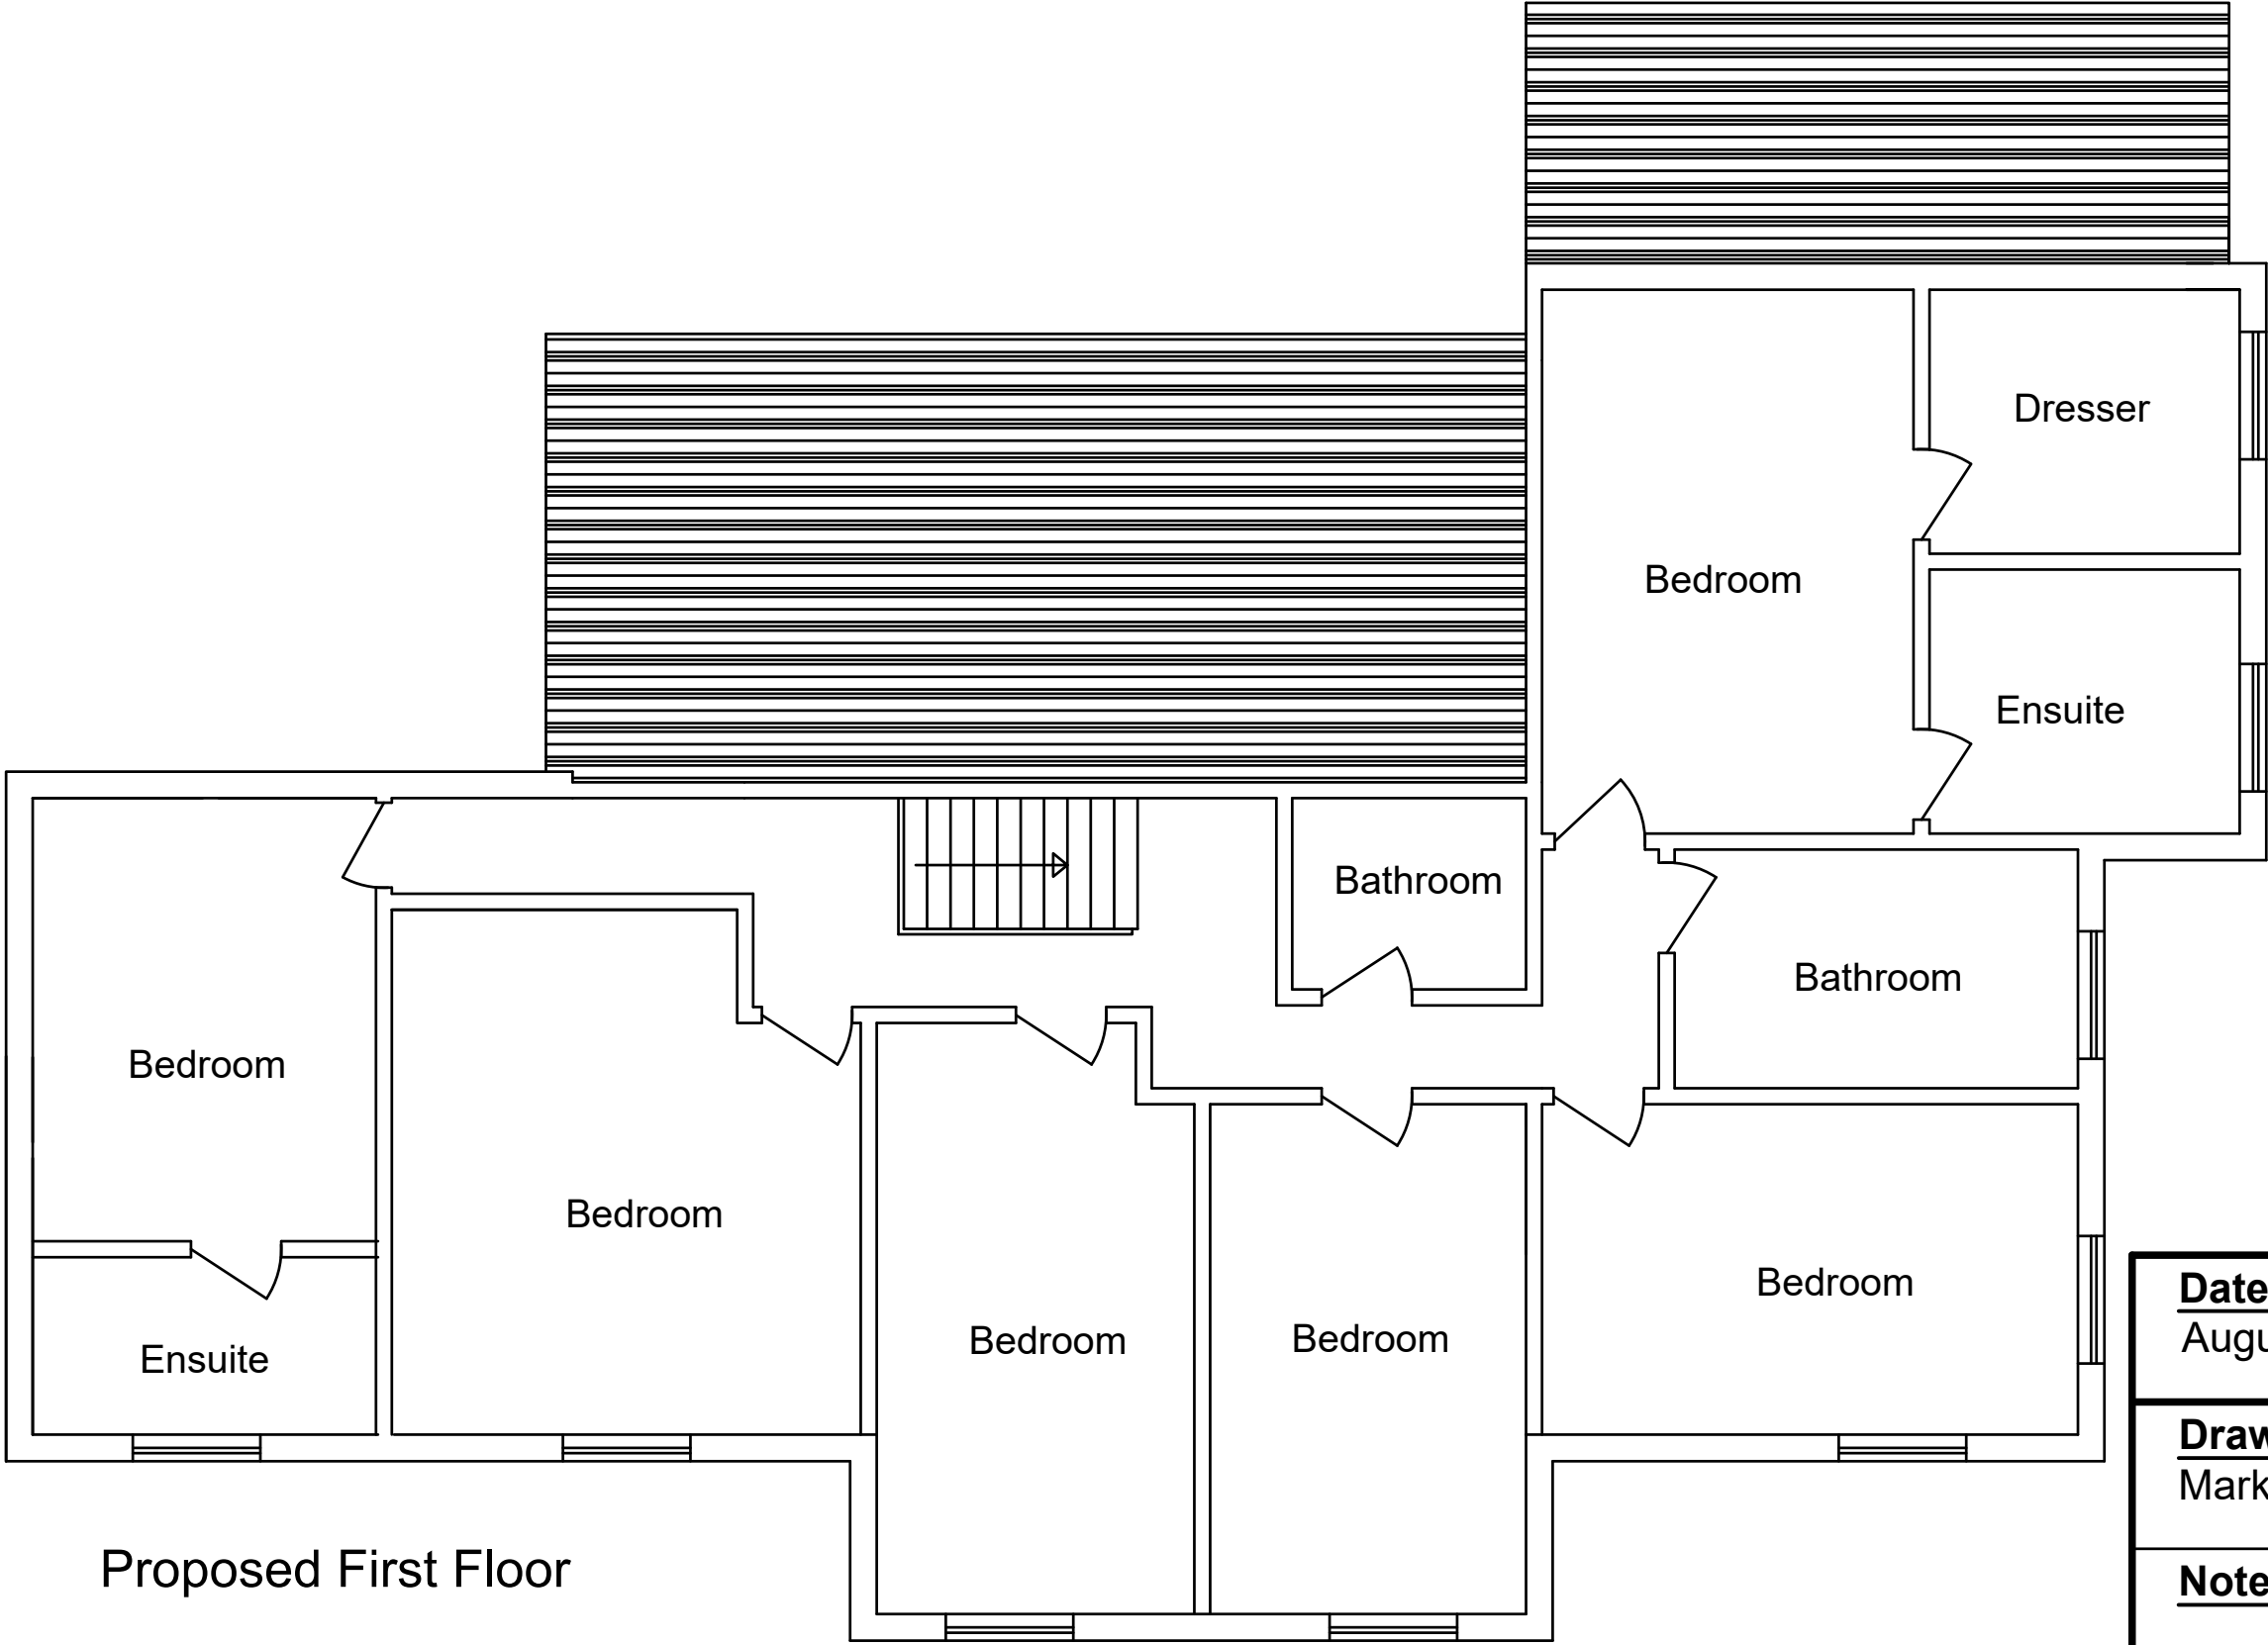 Dresser
Bedroom
Ensuite
Bathroom
Bathroom
Bedroom
Bedroom
Bedroom
Bedroom
Bedroom
Ensuite
Proposed First Floor
Date
Augu
Draw
Mark
Note